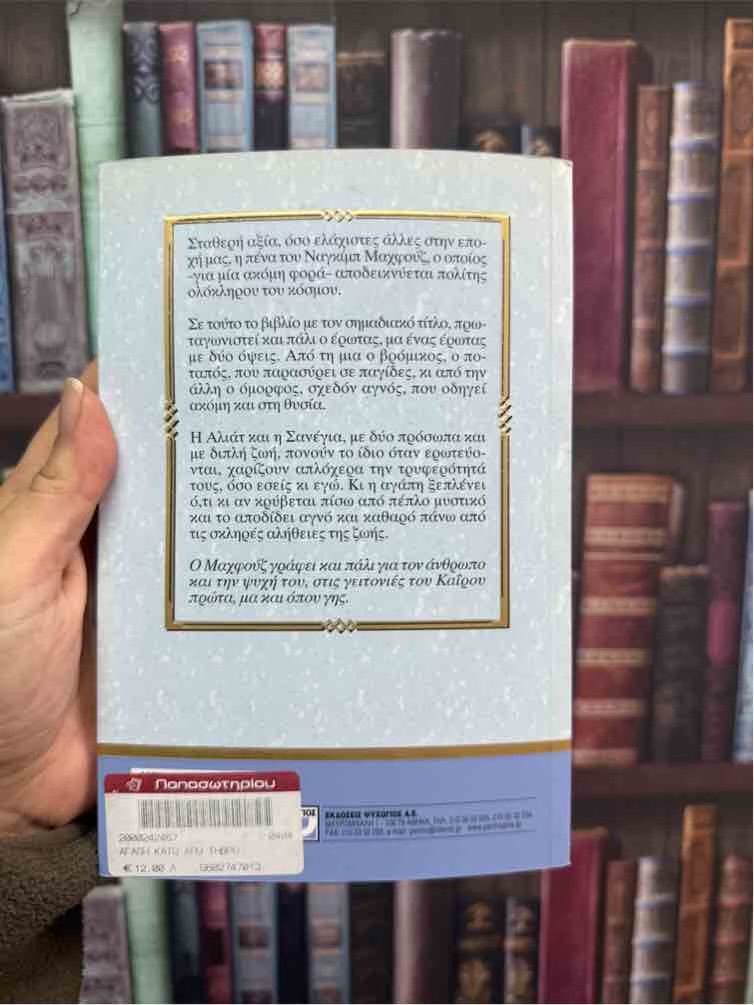 Σταθερή αξία, όσο ελάχιστες άλλες στην επο-
χή μας, η πένα του Ναγκίμπ Μαχφούζ, ο οποίος
-για μία ακόμη φορά- αποδεικνύεται πολίτης
ολόκληρου του κόσμου.
Σε τούτο το βιβλίο με τον σημαδιακό τίτλο, πρω-
ταγωνιστεί και πάλι ο έρωτας, μα ένας έρωτας
με δύο όψεις. Από τη μια ο βρόμικος, ο πο-
ταπός, που παρασύρει σε παγίδες, κι από την
άλλη ο όμορφος, σχεδόν αγνός, που οδηγεί
ακόμη και στη θυσία.
Η Αλιάτ και η Σανέγια, με δύο πρόσωπα και
με διπλή ζωή, πονούν το ίδιο όταν ερωτεύο-
νται, χαρίζουν απλόχερα την τρυφερότητά
τους, όσο εσείς κι εγώ. Κι η αγάπη ξεπλένει
ό,τι κι αν κρύβεται πίσω από πέπλο μυστικό
και το αποδίδει αγνό και καθαρό πάνω από
τις σκληρές αλήθειες της ζωής.
Ο Μαχφούζ γράφει και πάλι για τον άνθρωπο
και την ψυχή του, στις γειτονιές του Καΐρου
πρώτα, μα και όπου γης.
Παπασωτηρίου
2000242457
ΑΓΑΠΗ ΚΑΤΩ ΑΠΟ ΤΗ
€12.00 Λ 9602747013
ΕΚΔΟΣΕΙΣ ΨΥΧΟΓΙΟΣ Α.Ε.